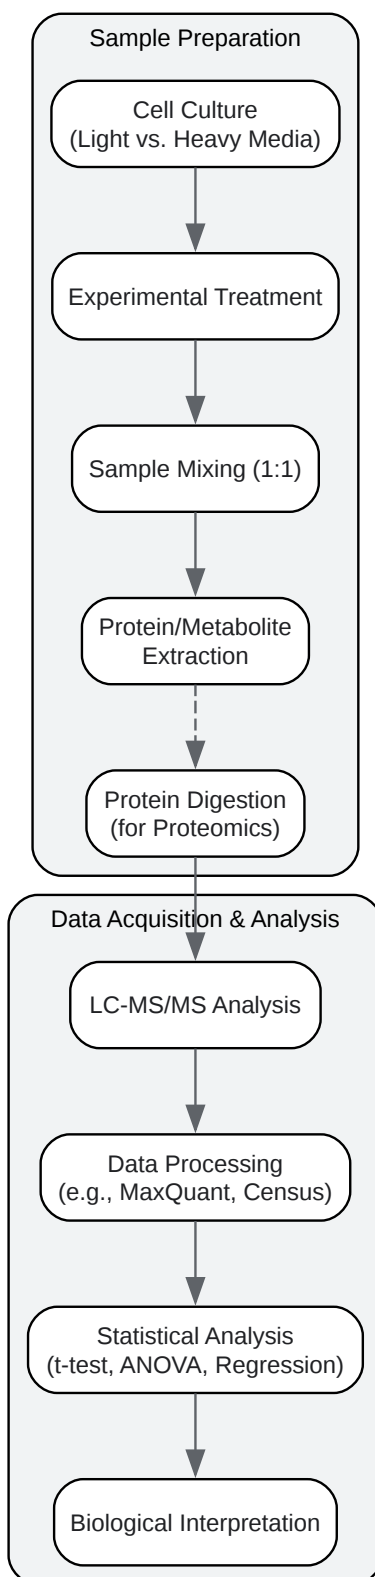 Sample Preparation
Cell Culture
(Light vs. Heavy Media)
Experimental Treatment
Sample Mixing (1:1)
Protein/Metabolite
Extraction
Protein Digestion
(for Proteomics)
Data Acquisition & Analysis
LC-MS/MS Analysis
Data Processing
(e.g., MaxQuant, Census)
Statistical Analysis
(t-test, ANOVA, Regression)
Biological Interpretation